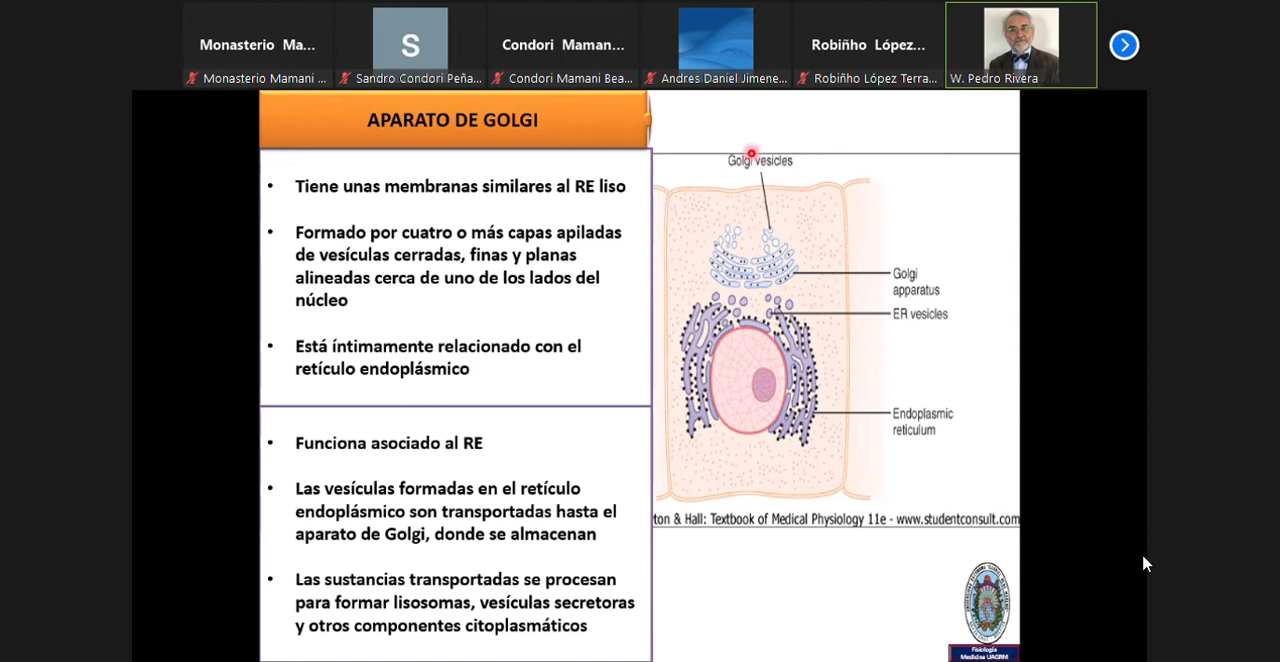 Monasterio Ma...
S
Condori Maman...
Robiñho López...
Monasterio Mamani ...
Sandro Condori Peña...
Condori Mamani Bea...
Andres Daniel Jimene...
Robiñho López Terra...
W. Pedro Rivera
APARATO DE GOLGI
• Tiene unas membranas similares al RE liso
• Formado por cuatro o más capas apiladas
de vesículas cerradas, finas y planas
alineadas cerca de uno de los lados del
núcleo
• Está íntimamente relacionado con el
retículo endoplásmico
• Funciona asociado al RE
• Las vesículas formadas en el retículo
endoplásmico son transportadas hasta el
aparato de Golgi, donde se almacenan
• Las sustancias transportadas se procesan
para formar lisosomas, vesículas secretoras
y otros componentes citoplasmáticos
Golgi vesicles
Golgi
apparatus
ER vesicles
Endoplasmic
reticulum
ton & Hall: Textbook of Medical Physiology 11e - www.studentconsult.com
Fisiología
Medicina UAGRM